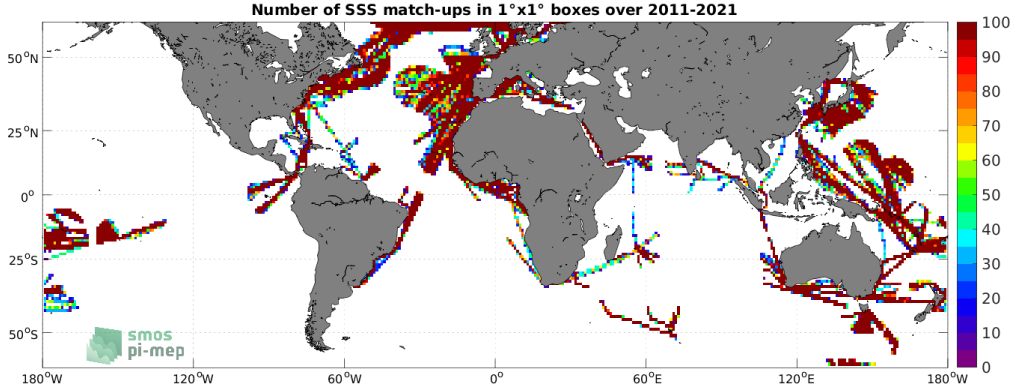 Number of SSS match-ups in 1°x1° boxes over 2011-2021
100
90
80
70
60
50
40
30
20
10
0
50°N
25°N
0°
25°S
50°S
smos
pi-mep
180°W
120°W
60°W
0°
60°E
120°E
180°W